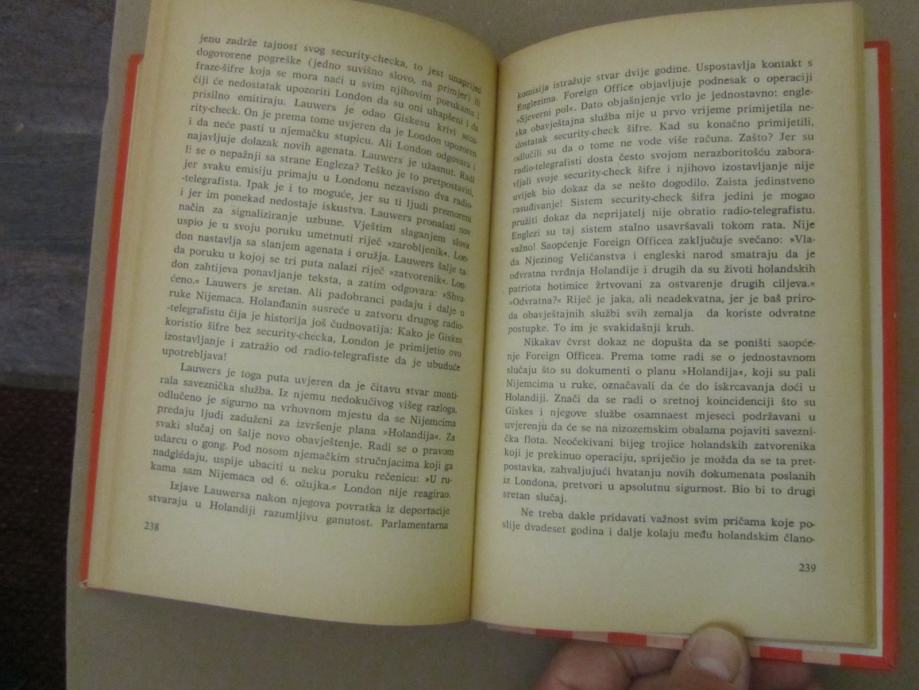 jenu zadrže tajnost svog security-checka, to jest unaprijed
dogovorene pogreške (jedno suvišno slovo, na primjer) ili
fraze-šifre koja se mora naći u svim njihovim porukama i
čiji će nedostatak upozoriti London da su oni uhapšeni i da
prisilno emitiraju. Lauwers je odao Giskesu krivi secu-
rity-check. On je prema tome uvjeren da je London upozoren
i da neće pasti u njemačku stupicu. Ali London odgovara i
najavljuje dolazak novih agenata. Lauwers je užasnut. Radi
li se o nepažnji sa strane Engleza? Teško je to pretpostaviti,
jer svaku emisiju primaju u Londonu nezavisno dva radio-
-telegrafista. Ipak je i to moguće, jer su ti ljudi premoreni
i jer im ponekad nedostaje iskustva. Lauwers pronalazi nov
način za signaliziranje uzbune. Vještim slaganjem slova
uspio je u svoju poruku umetnuti riječ »zarobljenik«. Lon-
don nastavlja sa slanjem agenata i oružja. Lauwers šalje ta-
da poruku u kojoj se tri puta nalazi riječ »zatvorenik«. Lon-
don zahtijeva ponavljanje teksta, a zatim odgovara: »Shva-
ćeno.« Lauwers je sretan. Ali padobranci padaju i dalje u
ruke Nijemaca. Holanđanin susreće u zatvoru drugog radio-
-telegrafistu čija je historija još čudnovatija: Kako je Giskes
koristio šifre bez security-checka, London je primijetio ovo
izostavljanje i zatražio od radio-telegrafiste da je ubuduće
upotrebljava!
Lauwers je toga puta uvjeren da je čitavu stvar monti-
rala saveznička služba. Iz njemu nedokučivog višeg razloga,
odlučeno je sigurno na vrhovnom mjestu da se Nijemcima
predaju ljudi zaduženi za izvršenje plana »Holandija«. Za
svaki slučaj on šalje novo obavještenje. Radi se o pravom
udarcu o gong. Pod nosom njemačkim stručnjacima koji ga
nadgledaju, uspije ubaciti u neku poruku rečenicu: »U ru-
kama sam Nijemaca od 6. ožujka.« London nije reagirao.
Izjave Lauwersa nakon njegova povratka iz deportacije
stvaraju u Holandiji razumljivu ganutost. Parlamentarna
238
komisija istražuje stvar dvije godine. Uspostavlja kontakt s
Englezima. Foreign Office objavljuje podnesak o operaciji
»Sjeverni pol«. Dato objašnjenje vrlo je jednostavno: engle-
ska obavještajna služba nije u prvo vrijeme primijetila ne-
dostatak security-check šifre. Kad su konačno primijetili,
odlučili su da o tome ne vode više računa. Zašto? Jer su
radio-telegrafisti dosta često svojom nerazboritošću zabora-
vljali svoje security-check šifre i njihovo izostavljanje nije
uvijek bio dokaz da se nešto dogodilo. Zaista jedinstveno
rasuđivanje! Sistem security-check šifra jedini je mogao
pružiti dokaz da neprijatelj nije obratio radio-telegrafistu.
Englezi su taj sistem stalno usavršavali tokom rata. Nije
važno! Saopćenje Foreign Officea zaključuje svečano: »Vla-
da Njezinog Veličanstva i engleski narod smatraju da je
odvratna tvrdnja Holandije i drugih da su životi holandskih
patriota hotimice žrtvovani za ostvarenje drugih ciljeva.«
»Odvratna?« Riječ je jaka, ali neadekvatna, jer je baš priro-
da obavještajnih službi svih zemalja da koriste odvratne
postupke. To im je svakidašnji kruh.
Nikakav čvrst dokaz ne dopušta da se poništi saopće-
nje Foreign Officea. Prema tome radi se o jednostavnom
slučaju što su dokumenti o planu »Holandija«, koji su pali
Nijemcima u ruke, označavali da će do iskrcavanja doći u
Holandiji. Znači da se radi o sretnoj koincidenciji što su
Giskes i njegove službe osamnaest mjeseci podržavani u
uvjerenju da će se na nizozemskim obalama pojaviti savezni-
čka flota. Neočekivani bijeg trojice holandskih zatvorenika
koji je prekinuo operaciju, spriječio je možda da se ta pret-
postavka, zahvaljujući hvatanju novih dokumenata poslanih
iz Londona, pretvori u apsolutnu sigurnost. Bio bi to drugi
sretan slučaj.
Ne treba dakle pridavati važnost svim pričama koje po-
slije dvadeset godina i dalje kolaju među holandskim člano-
239